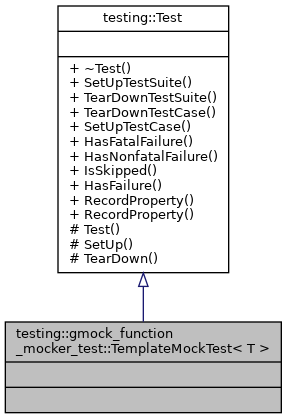 testing::Test
+ ~Test()
+ SetUpTestSuite()
+ TearDownTestSuite()
+ TearDownTestCase()
+ SetUpTestCase()
+ HasFatalFailure()
+ HasNonfatalFailure()
+ IsSkipped()
+ HasFailure()
+ RecordProperty()
+ RecordProperty()
# Test()
# SetUp()
# TearDown()
testing::gmock_function
_mocker_test::TemplateMockTest< T >